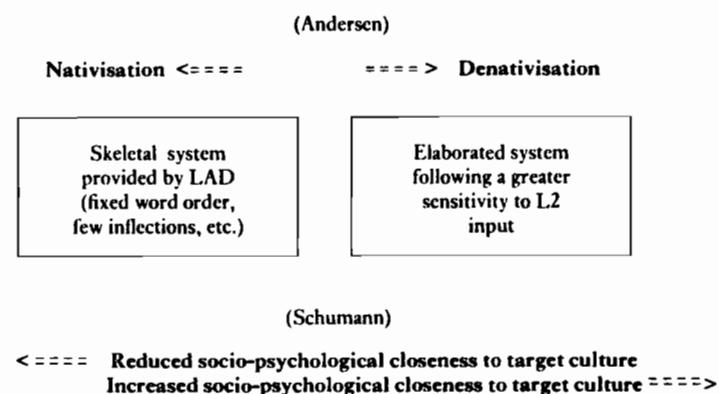 (Andersen)
Nativisation <==== ====> Denativisation
Skeletal system
provided by LAD
(fixed word order,
few inflections, etc.)
Elaborated system
following a greater
sensitivity to L2
input
(Schumann)
<==== Reduced socio-psychological closeness to target culture
Increased socio-psychological closeness to target culture ====>